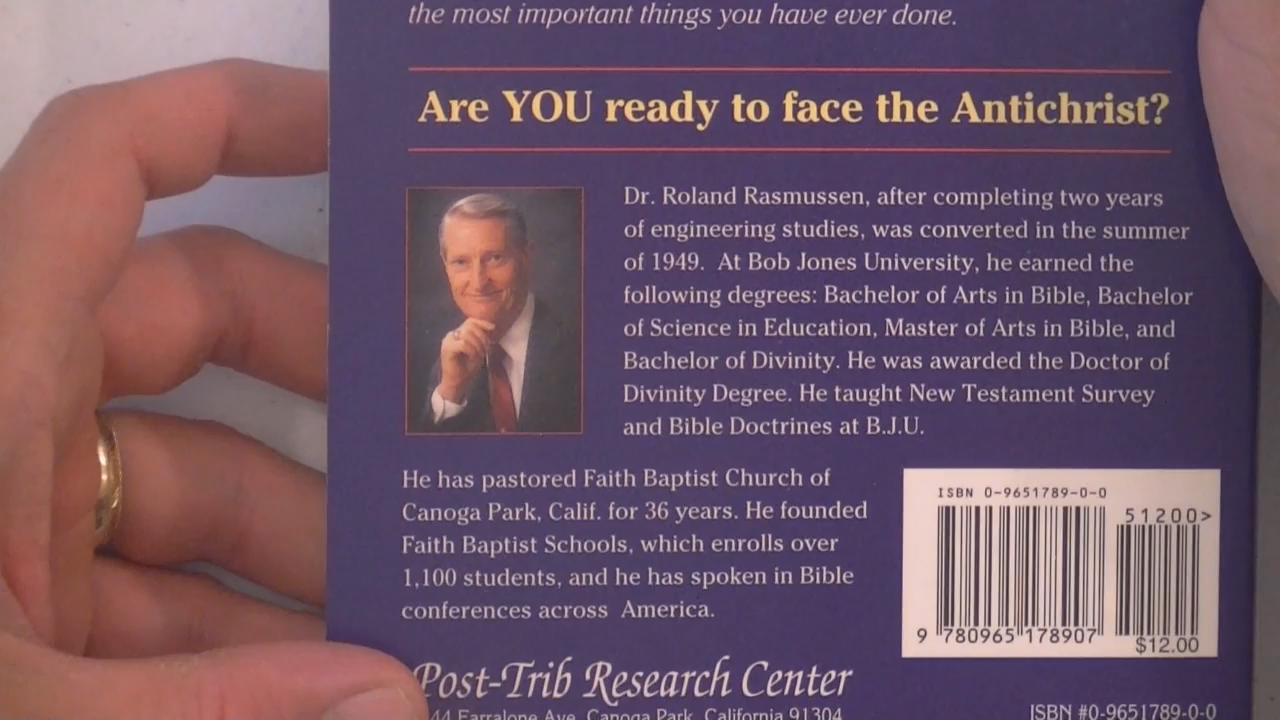 the most important things you have ever done.
Are YOU ready to face the Antichrist?
Dr. Roland Rasmussen, after completing two years
of engineering studies, was converted in the summer
of 1949. At Bob Jones University, he earned the
following degrees: Bachelor of Arts in Bible, Bachelor
of Science in Education, Master of Arts in Bible, and
Bachelor of Divinity. He was awarded the Doctor of
Divinity Degree. He taught New Testament Survey
and Bible Doctrines at B.J.U.
He has pastored Faith Baptist Church of
Canoga Park, Calif. for 36 years. He founded
Faith Baptist Schools, which enrolls over
1,100 students, and he has spoken in Bible
conferences across America.
ISBN 0-9651789-0-0
51200>
9 780965 178907
$12.00
Post-Trib Research Center
44 Farralone Ave, Canoga Park, California 91304
ISBN #0-9651789-0-0